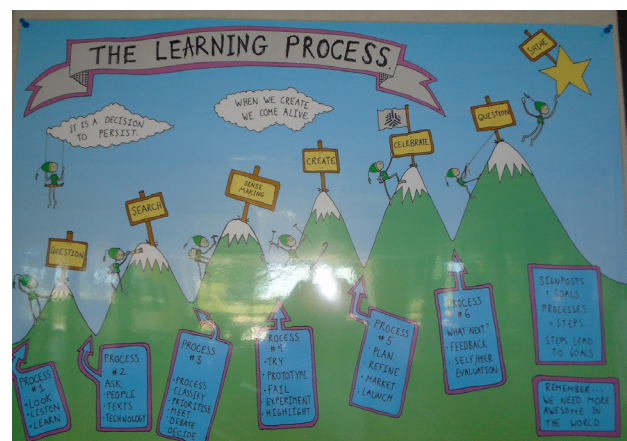 THE LEARNING PROCESS.
SHINE
IT IS A DECISION
TO PERSIST.
WHEN WE CREATE
WE COME ALIVE
QUESTION
SEARCH
SENSE
MAKING
CREATE
CELEBRATE
QUESTION
PROCESS
#1
• LOOK
• LISTEN
• LEARN
PROCESS
#2
ASK
• PEOPLE
• TEXTS
• TECHNOLOGY
PROCESS
#3
• PROCESS
CLASSIFY
• PRIORITISE
• MEET
DEBATE
DECIDE
PROCESS
#4
• TRY
• PROTOTYPE
• FAIL
• EXPERIMENT
• HIGHLIGHT
PROCESS
#5
• PLAN
REFINE
• MARKET
• LAUNCH
PROCESS
#6
WHAT NEXT?
• FEEDBACK
• SELF/PEER
EVALUATION
SIGNPOSTS
= GOALS
PROCESSES
= STEPS
STEPS LEAD
TO GOALS
REMEMBER...
WE NEED MORE
AWESOME IN
THE WORLD